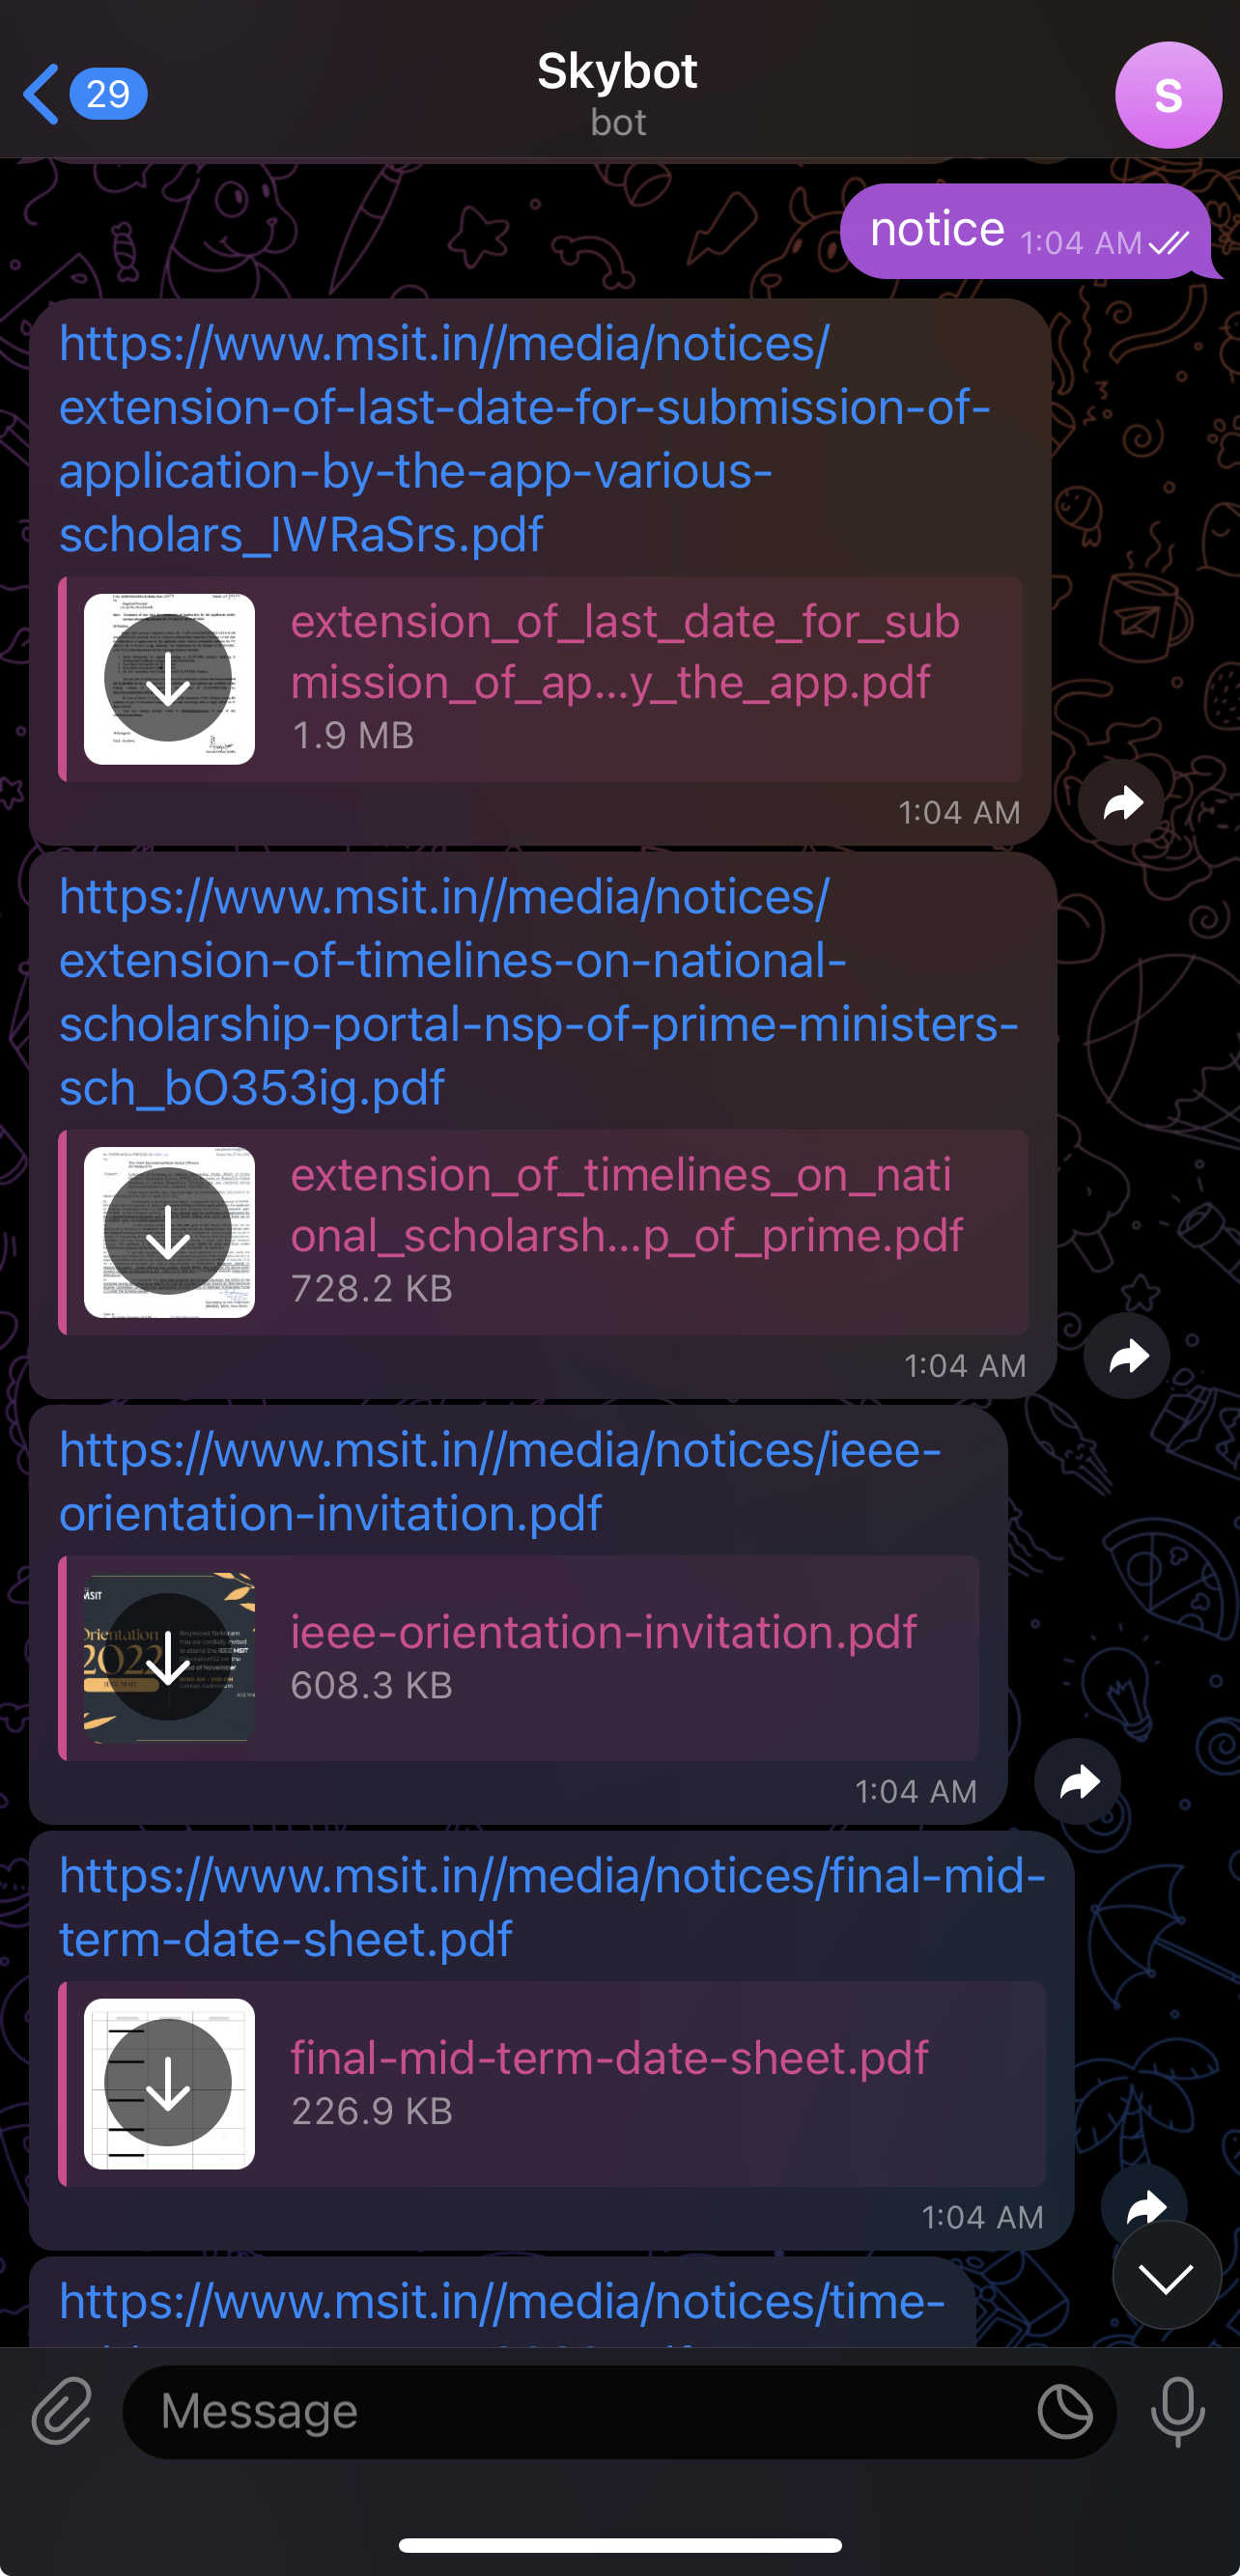 29
Skybot
bot
S
notice 1:04 AM
https://www.msit.in//media/notices/
extension-of-last-date-for-submission-of-
application-by-the-app-various-
scholars_IWRaSrs.pdf
extension_of_last_date_for_sub
mission_of_ap...y_the_app.pdf
1.9 MB
1:04 AM
https://www.msit.in//media/notices/
extension-of-timelines-on-national-
scholarship-portal-nsp-of-prime-ministers-
sch_bO353ig.pdf
extension_of_timelines_on_nati
onal_scholarsh...p_of_prime.pdf
728.2 KB
1:04 AM
https://www.msit.in//media/notices/ieee-
orientation-invitation.pdf
MSIT
Orientation
2022
ieee-orientation-invitation.pdf
608.3 KB
1:04 AM
https://www.msit.in//media/notices/final-mid-
term-date-sheet.pdf
final-mid-term-date-sheet.pdf
226.9 KB
1:04 AM
https://www.msit.in//media/notices/time-
Message